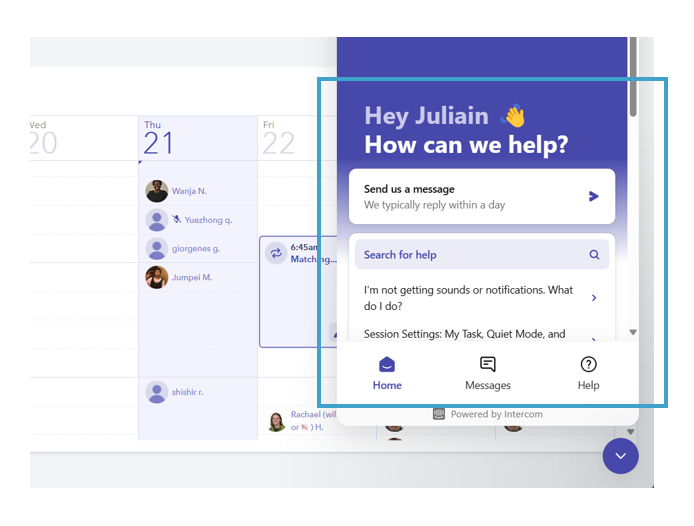 Wed
20
Thu
21
Fri
22
Wanja N.
Yuezhong q.
giorgenes g.
Jumpei M.
shishir r.
6:45am
Matching...
Rachael (wil
or ) H.
Hey Juliain 👋
How can we help?
Send us a message
We typically reply within a day
Search for help
I'm not getting sounds or notifications. What
do I do?
Session Settings: My Task, Quiet Mode, and
Home
Messages
Help
Powered by Intercom